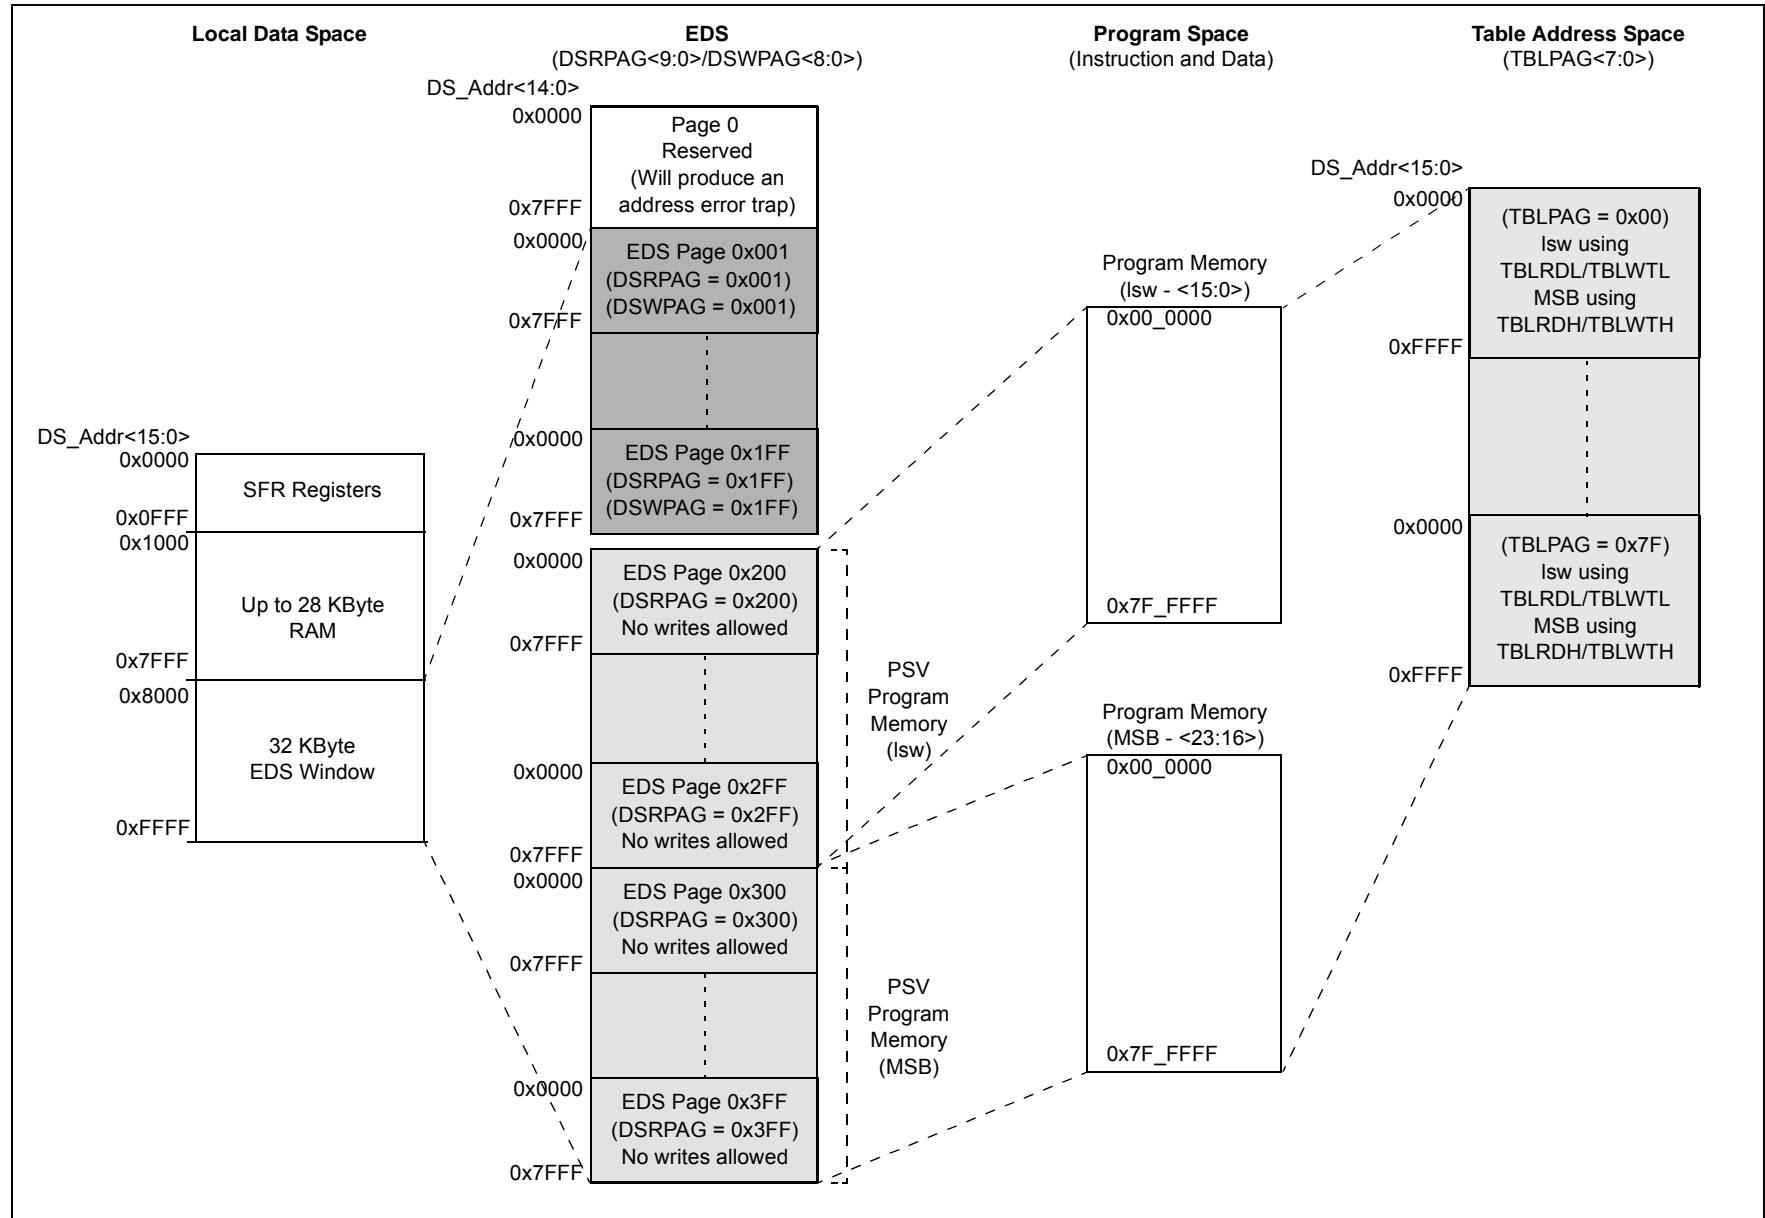 Local Data Space
DS_Addr<15:0>
0x0000
SFR Registers
0x0FFF
0x1000
Up to 28 KByte
RAM
0x7FFF
0x8000
32 KByte
EDS Window
0xFFFF
EDS
(DSRPAG<9:0>/DSWPAG<8:0>)
DS_Addr<14:0>
0x0000
Page 0
Reserved
(Will produce an
address error trap)
0x7FFF
0x0000
EDS Page 0x001
(DSRPAG = 0x001)
(DSWPAG = 0x001)
0x7FFF
0x0000
EDS Page 0x1FF
(DSRPAG = 0x1FF)
(DSWPAG = 0x1FF)
0x7FFF
0x0000
EDS Page 0x200
(DSRPAG = 0x200)
No writes allowed
0x7FFF
PSV
Program
Memory
(lsw)
0x0000
EDS Page 0x2FF
(DSRPAG = 0x2FF)
No writes allowed
0x7FFF
0x0000
EDS Page 0x300
(DSRPAG = 0x300)
No writes allowed
0x7FFF
PSV
Program
Memory
(MSB)
0x0000
EDS Page 0x3FF
(DSRPAG = 0x3FF)
No writes allowed
0x7FFF
Program Space
(Instruction and Data)
Program Memory
(lsw - <15:0>)
0x00_0000
0x7F_FFFF
Program Memory
(MSB - <23:16>)
0x00_0000
0x7F_FFFF
Table Address Space
(TBLPAG<7:0>)
DS_Addr<15:0>
0x0000
(TBLPAG = 0x00)
lsw using
TBLRDL/TBLWTL
MSB using
TBLRDH/TBLWTH
0xFFFF
0x0000
(TBLPAG = 0x7F)
lsw using
TBLRDL/TBLWTL
MSB using
TBLRDH/TBLWTH
0xFFFF